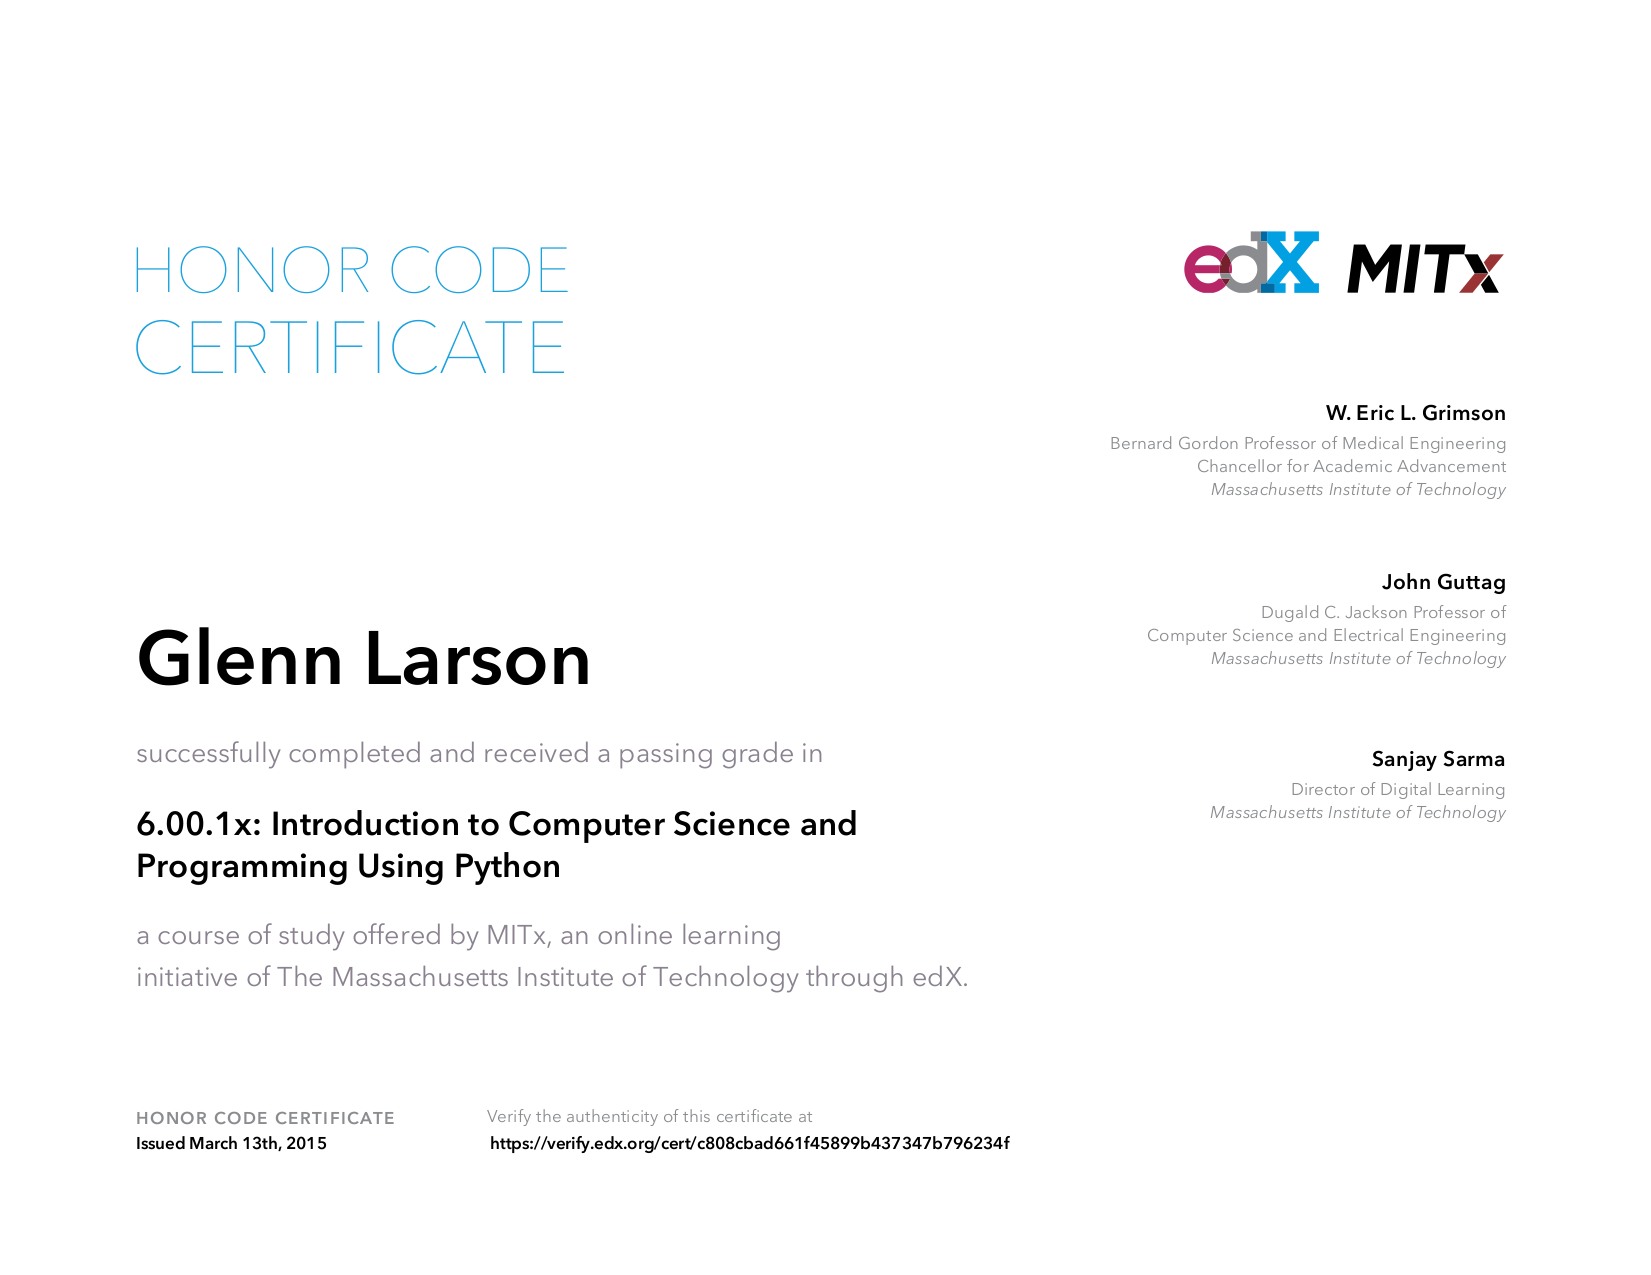 HONOR CODE
CERTIFICATE
edX MITx
W. Eric L. Grimson
Bernard Gordon Professor of Medical Engineering
Chancellor for Academic Advancement
Massachusetts Institute of Technology
John Guttag
Dugald C. Jackson Professor of
Computer Science and Electrical Engineering
Massachusetts Institute of Technology
Sanjay Sarma
Director of Digital Learning
Massachusetts Institute of Technology
Glenn Larson
successfully completed and received a passing grade in
6.00.1x: Introduction to Computer Science and
Programming Using Python
a course of study offered by MITx, an online learning
initiative of The Massachusetts Institute of Technology through edX.
HONOR CODE CERTIFICATE
Issued March 13th, 2015
Verify the authenticity of this certificate at
https://verify.edx.org/cert/c808cbad661f45899b437347b796234f